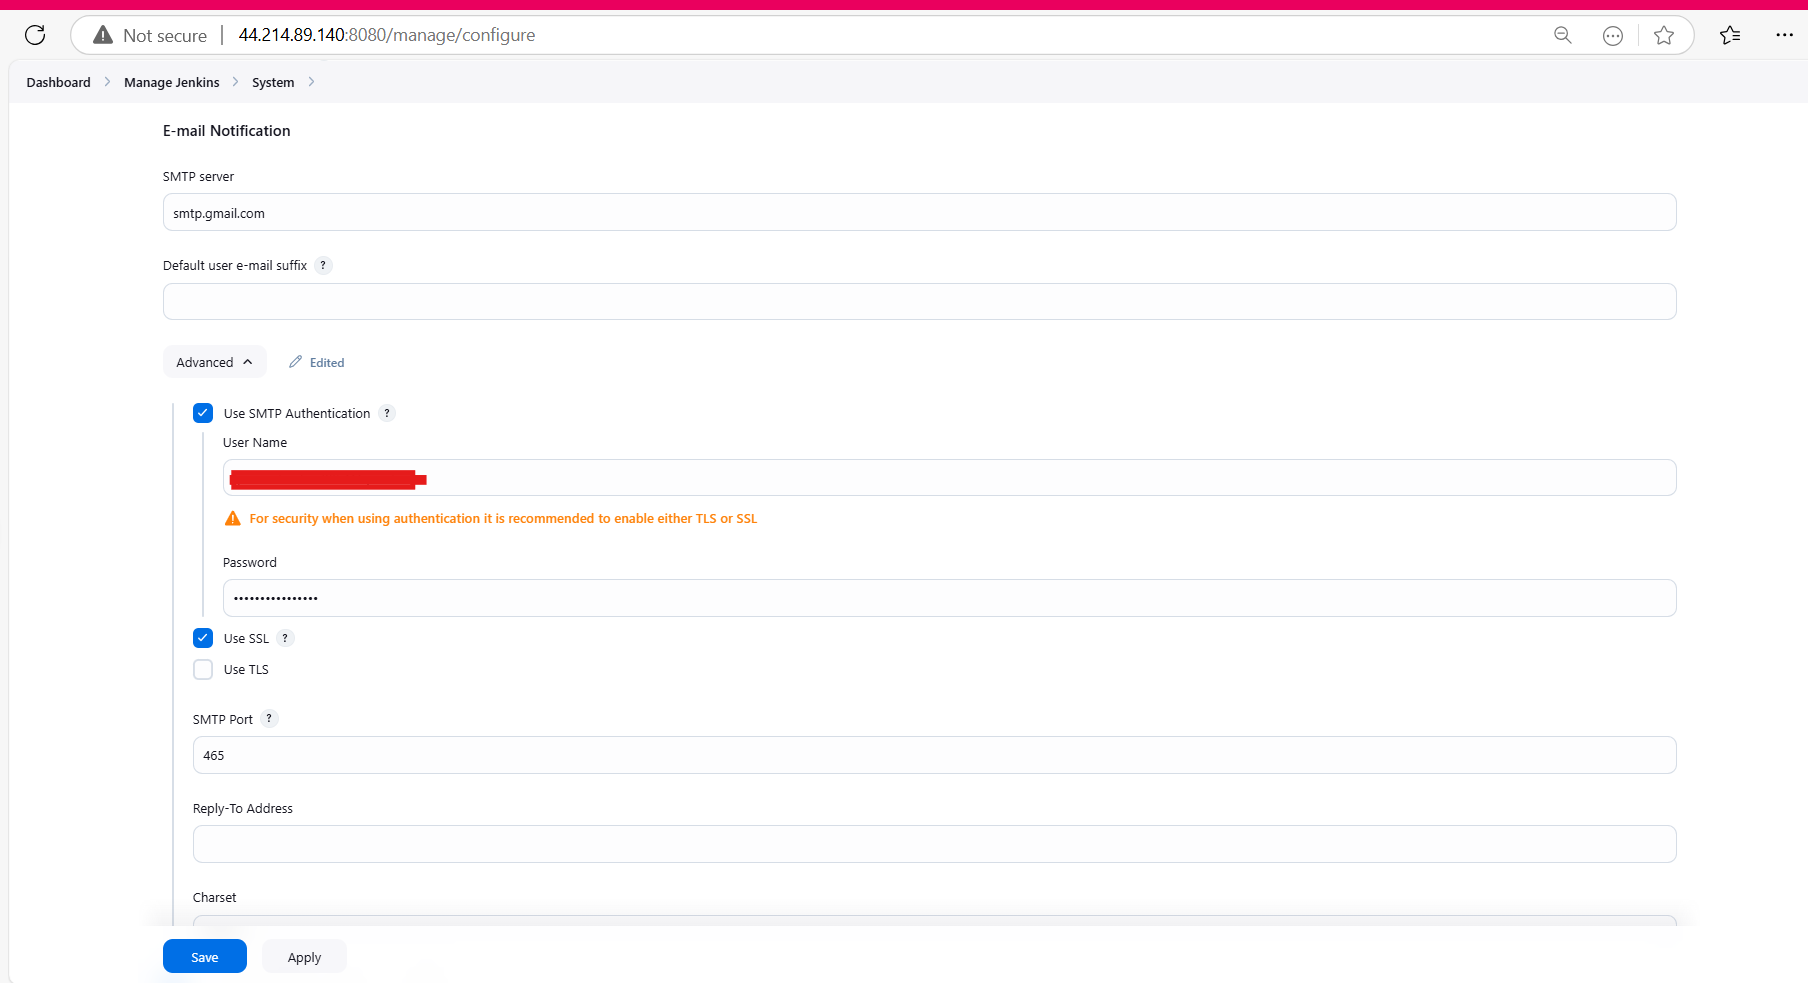 Not secure | 44.214.89.140:8080/manage/configure
Dashboard > Manage Jenkins > System >
E-mail Notification
SMTP server
smtp.gmail.com
Default user e-mail suffix ?
Advanced Edited
Use SMTP Authentication ?
User Name
For security when using authentication it is recommended to enable either TLS or SSL
Password
••••••••••••••••
Use SSL ?
Use TLS
SMTP Port ?
465
Reply-To Address
Charset
Save Apply